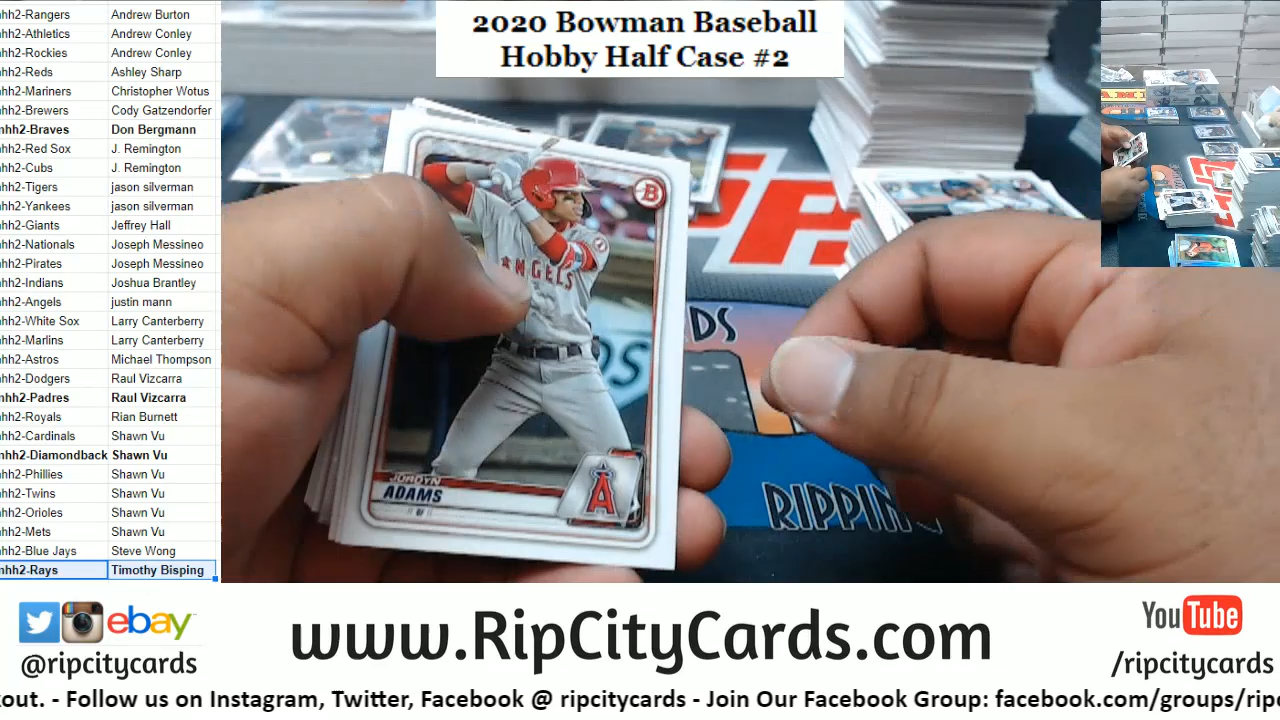 hh2-Rangers Andrew Burton
hh2-Athletics Andrew Conley
hh2-Rockies Andrew Conley
hh2-Reds Ashley Sharp
hh2-Mariners Christopher Wotus
hh2-Brewers Cody Gatzendorfer
hh2-Braves Don Bergmann
hh2-Red Sox J. Remington
hh2-Cubs J. Remington
hh2-Tigers jason silverman
hh2-Yankees jason silverman
hh2-Giants Jeffrey Hall
hh2-Nationals Joseph Messineo
hh2-Pirates Joseph Messineo
hh2-Indians Joshua Brantley
hh2-Angels justin mann
hh2-White Sox Larry Canterberry
hh2-Marlins Larry Canterberry
hh2-Astros Michael Thompson
hh2-Dodgers Raul Vizcarra
hh2-Padres Raul Vizcarra
hh2-Royals Rian Burnett
hh2-Cardinals Shawn Vu
hh2-Diamondback Shawn Vu
hh2-Phillies Shawn Vu
hh2-Twins Shawn Vu
hh2-Orioles Shawn Vu
hh2-Mets Shawn Vu
hh2-Blue Jays Steve Wong
hh2-Rays Timothy Bisping
2020 Bowman Baseball
Hobby Half Case #2
B
ANGELS
JORDYN
ADAMS
A
RIPPIN
ebay
@ripcitycards
www.RipCityCards.com
YouTube
/ripcitycards
out. - Follow us on Instagram, Twitter, Facebook @ ripcitycards - Join Our Facebook Group: facebook.com/groups/ripc